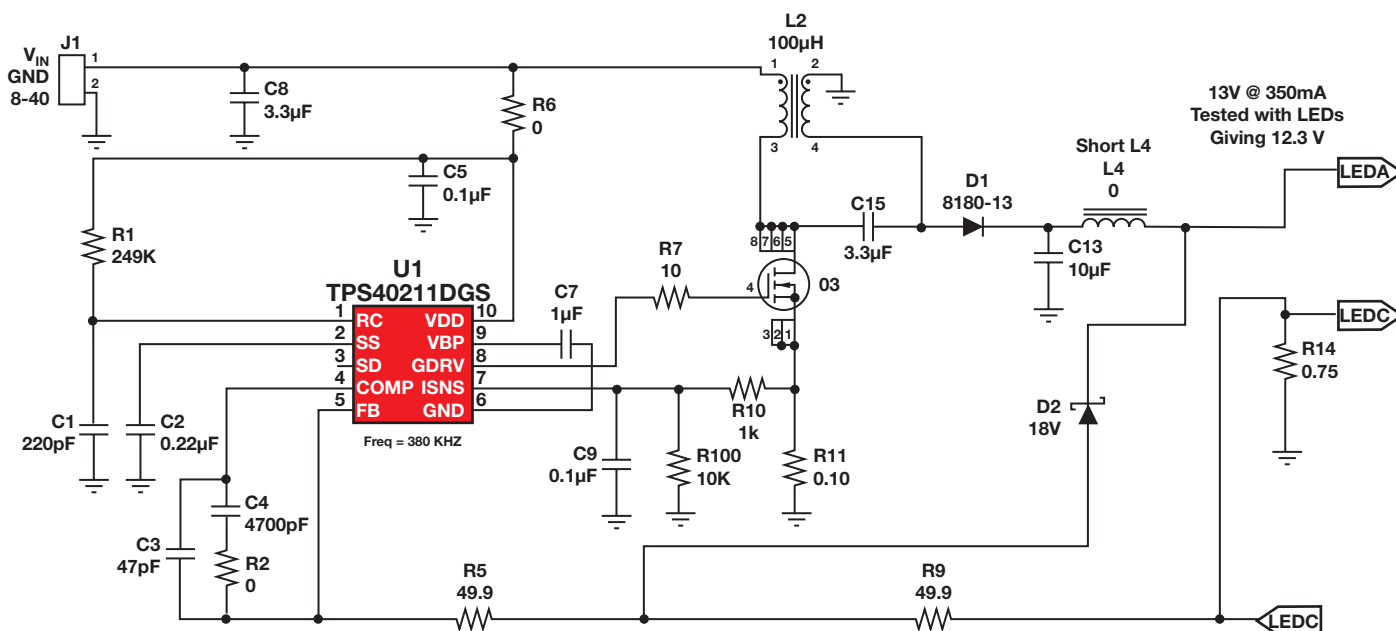 J1
V_IN
GND
8-40
1
2
C8
3.3µF
R6
0
L2
100µH
1
2
3
4
13V @ 350mA
Tested with LEDs
Giving 12.3 V
Short L4
L4
0
LEDA
C5
0.1µF
R1
249K
D1
8180-13
C15
3.3µF
C13
10µF
8
7
6
5
R7
10
4
03
3
2
1
U1
TPS40211DGS
C7
1µF
1
RC
VDD
10
2
SS
VBP
9
3
SD
GDRV
8
4
COMP
ISNS
7
5
FB
GND
6
Freq = 380 KHZ
LEDC
R14
0.75
D2
18V
C1
220pF
C2
0.22µF
R10
1k
C9
0.1µF
R100
10K
R11
0.10
C4
4700pF
C3
47pF
R2
0
R5
49.9
R9
49.9
LEDC